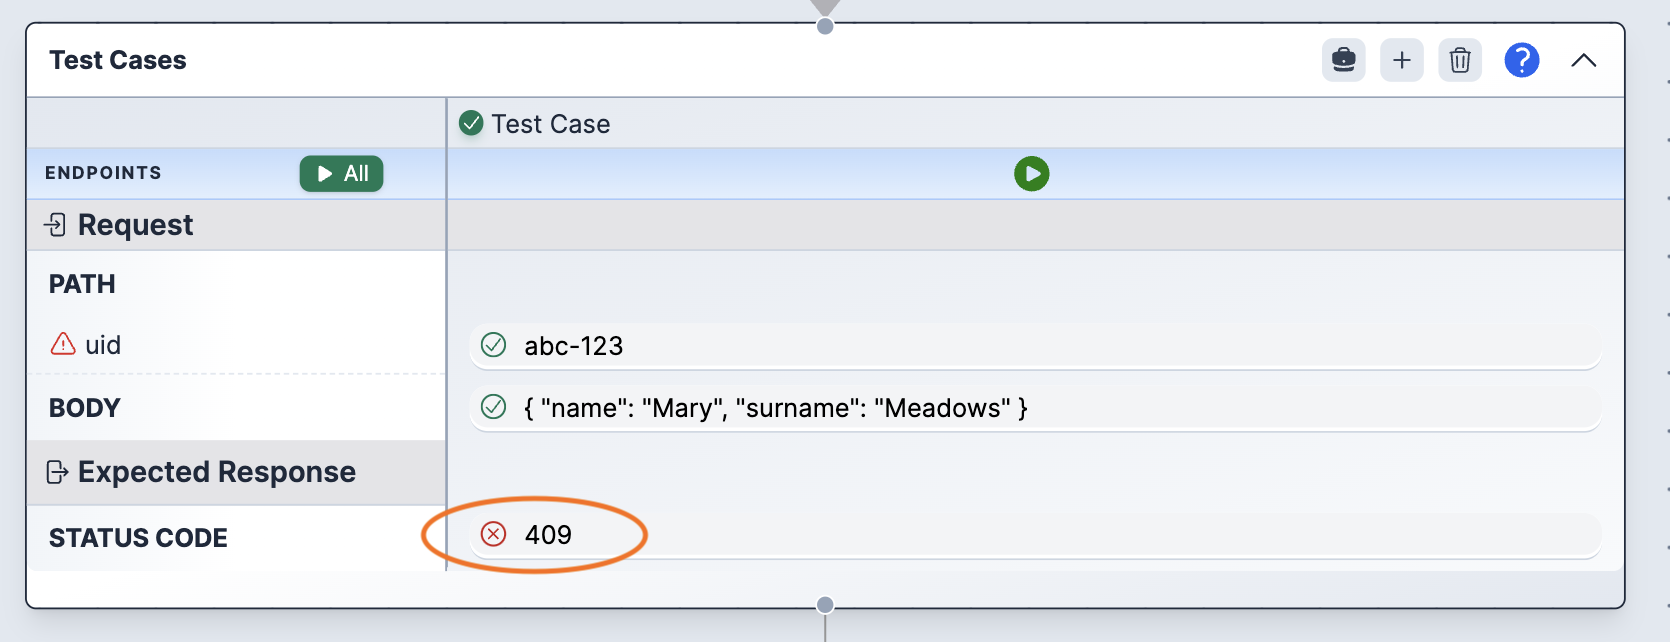 Test Cases
?
Test Case
ENDPOINTS
All
Request
PATH
uid
abc-123
BODY
{ "name": "Mary", "surname": "Meadows" }
Expected Response
STATUS CODE
409